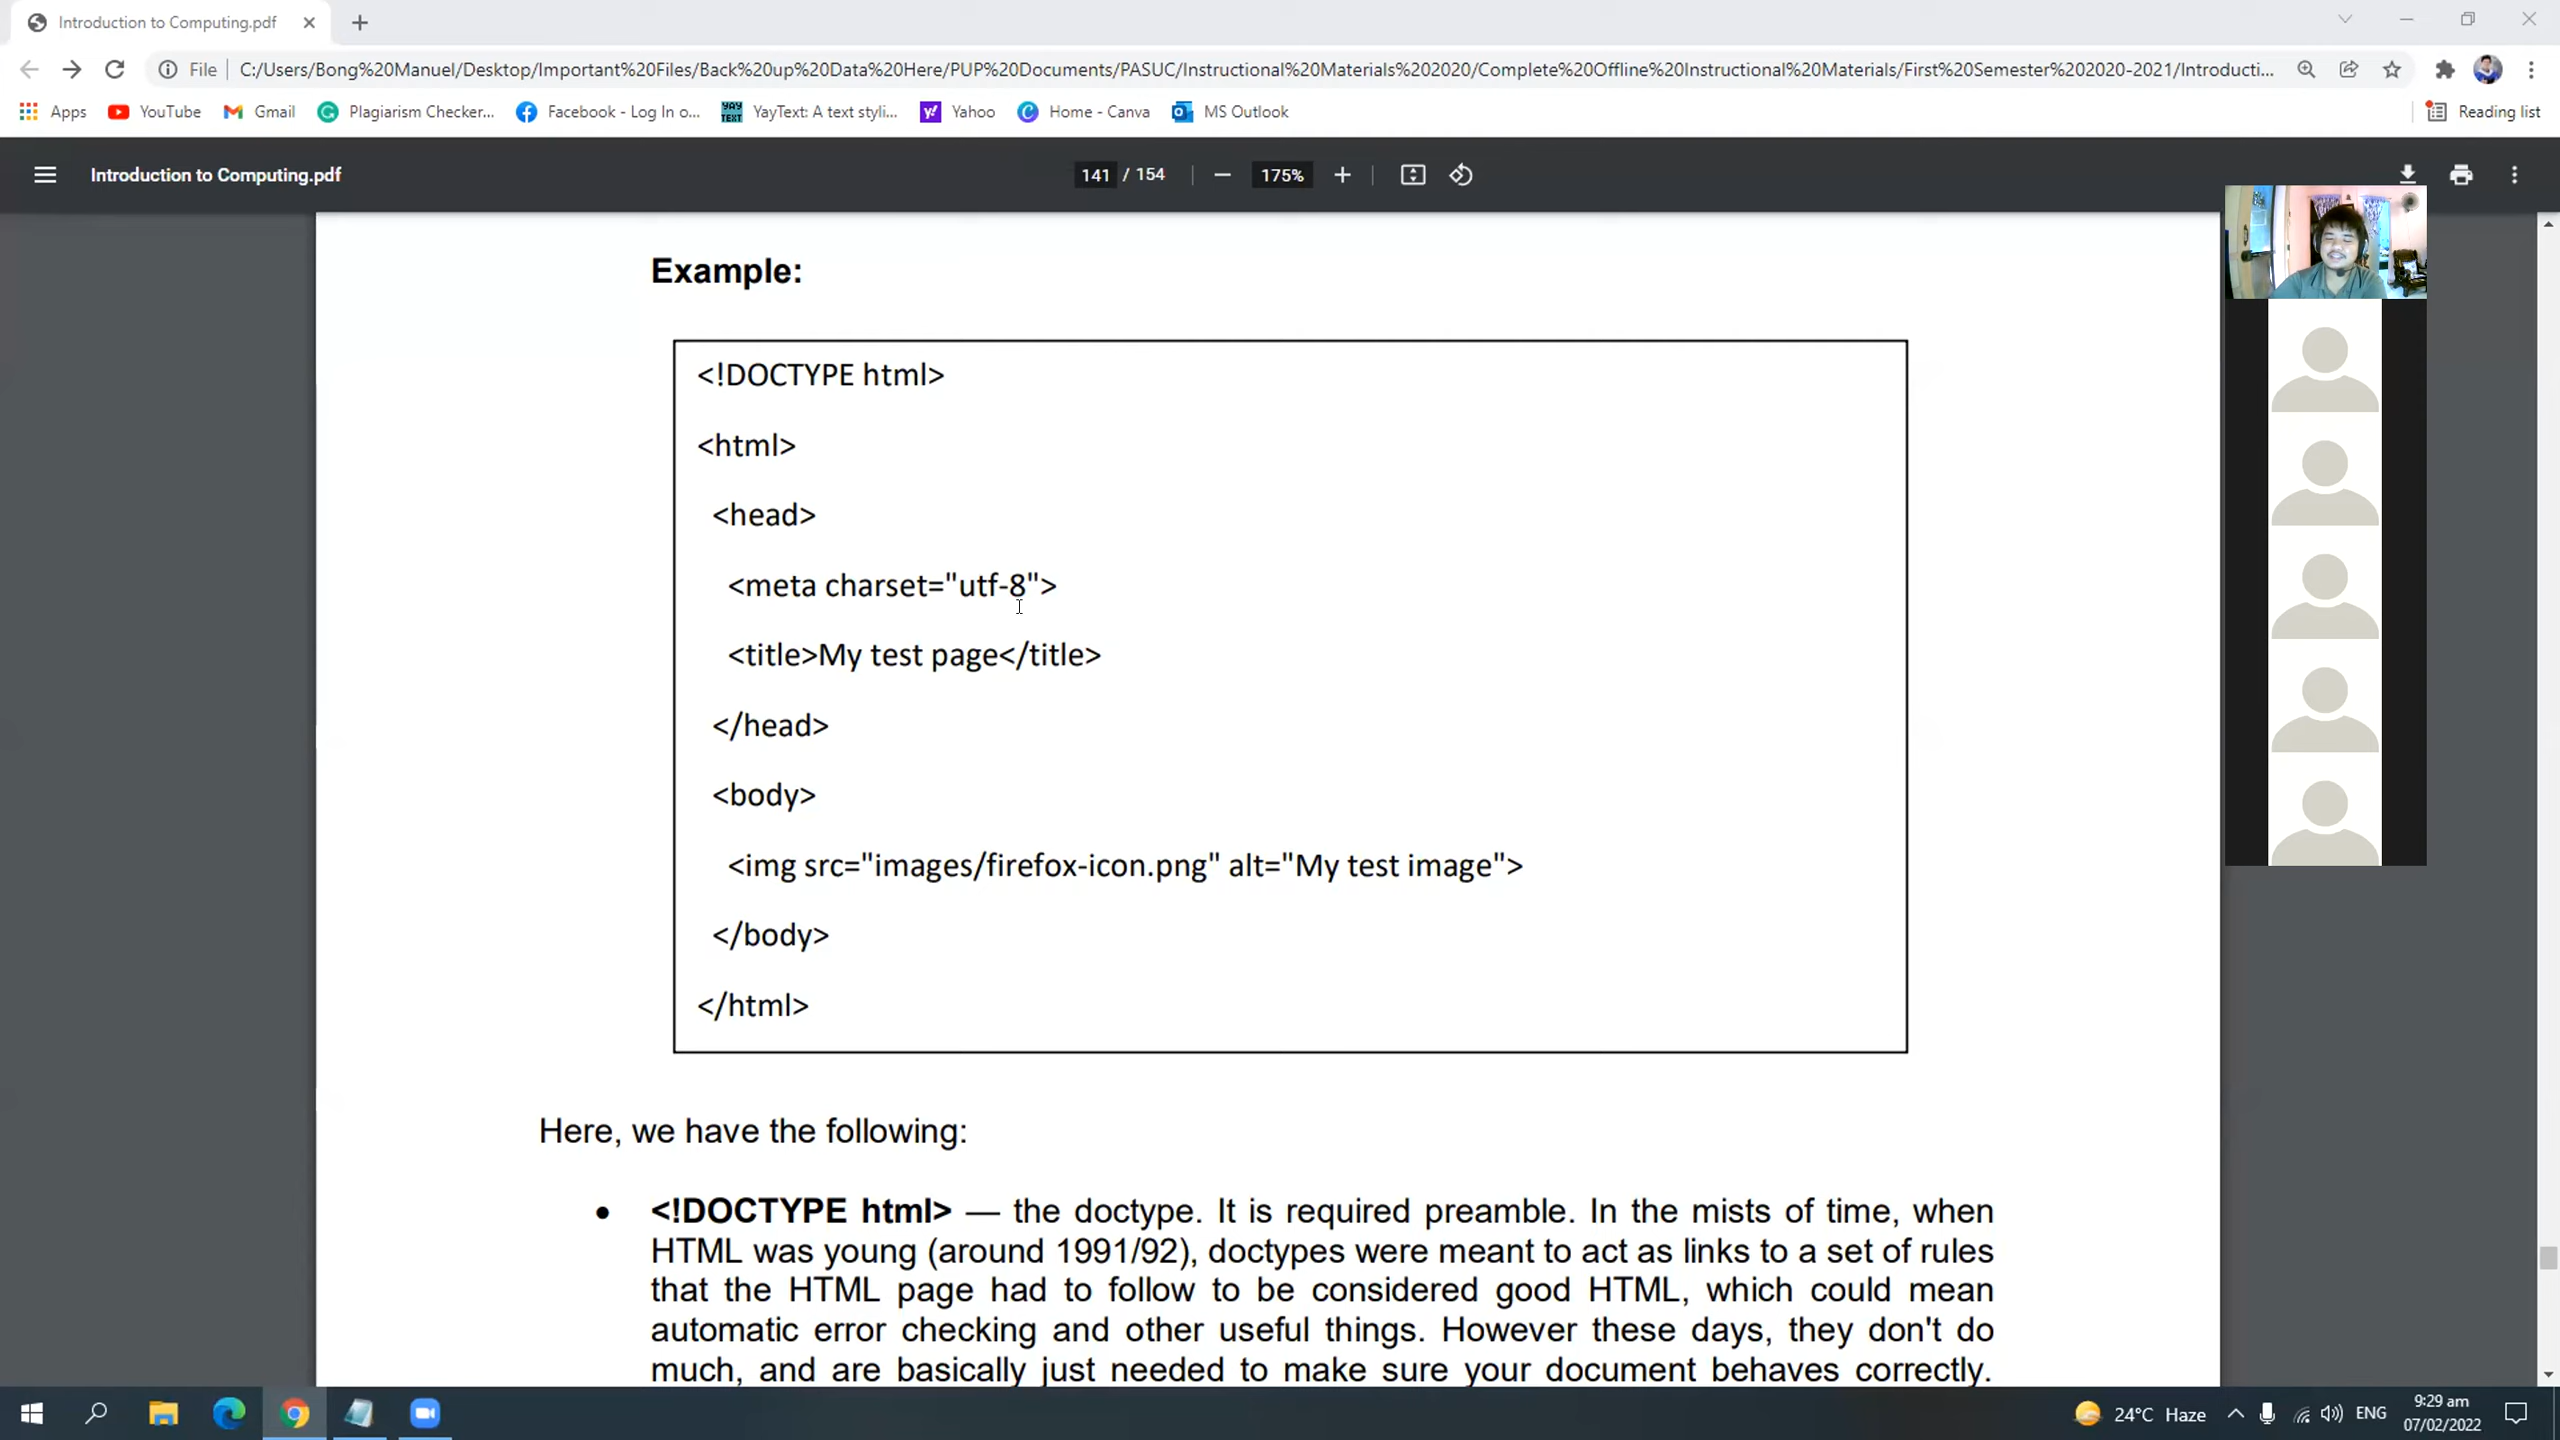 Introduction to Computing.pdf
File
C:/Users/Bong%20Manuel/Desktop/Important%20Files/Back%20up%20Data%20Here/PUP%20Documents/PASUC/Instructional%20Materials%202020/Complete%20Offline%20Instructional%20Materials/First%20Semester%202020-2021/Introducti...
Apps YouTube Gmail Plagiarism Checker... Facebook - Log In o... YAY TEXT YayText: A text styli... Yahoo Home - Canva MS Outlook Reading list
Introduction to Computing.pdf 141 / 154 175%
Example:
<!DOCTYPE html>
<html>
<head>
<meta charset="utf-8">
<title>My test page</title>
</head>
<body>
<img src="images/firefox-icon.png" alt="My test image">
</body>
</html>
Here, we have the following:
• <!DOCTYPE html> — the doctype. It is required preamble. In the mists of time, when
HTML was young (around 1991/92), doctypes were meant to act as links to a set of rules
that the HTML page had to follow to be considered good HTML, which could mean
automatic error checking and other useful things. However these days, they don't do
much, and are basically just needed to make sure your document behaves correctly.
24°C Haze ENG 9:29 am
07/02/2022